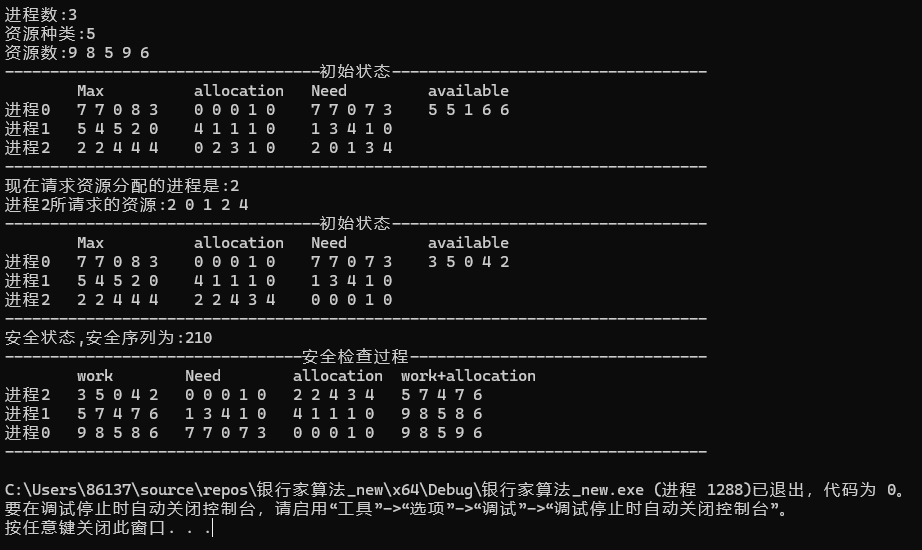 进程数:3
资源种类:5
资源数:9 8 5 9 6
-----------------------------------初始状态-----------------------------------
Max allocation Need available
进程0 7 7 0 8 3 0 0 0 1 0 7 7 0 7 3 5 5 1 6 6
进程1 5 4 5 2 0 4 1 1 1 0 1 3 4 1 0
进程2 2 2 4 4 4 0 2 3 1 0 2 0 1 3 4
------------------------------------------------------------------------------
现在请求资源分配的进程是:2
进程2所请求的资源:2 0 1 2 4
-----------------------------------初始状态-----------------------------------
Max allocation Need available
进程0 7 7 0 8 3 0 0 0 1 0 7 7 0 7 3 3 5 0 4 2
进程1 5 4 5 2 0 4 1 1 1 0 1 3 4 1 0
进程2 2 2 4 4 4 2 2 4 3 4 0 0 0 1 0
------------------------------------------------------------------------------
安全状态,安全序列为:210
---------------------------------安全检查过程---------------------------------
work Need allocation work+allocation
进程2 3 5 0 4 2 0 0 0 1 0 2 2 4 3 4 5 7 4 7 6
进程1 5 7 4 7 6 1 3 4 1 0 4 1 1 1 0 9 8 5 8 6
进程0 9 8 5 8 6 7 7 0 7 3 0 0 0 1 0 9 8 5 9 6
------------------------------------------------------------------------------
C:\Users\86137\source\repos\银行家算法_new\x64\Debug\银行家算法_new.exe (进程 1288)已退出，代码为 0。
要在调试停止时自动关闭控制台，请启用“工具”->“选项”->“调试”->“调试停止时自动关闭控制台”。
按任意键关闭此窗口. . .